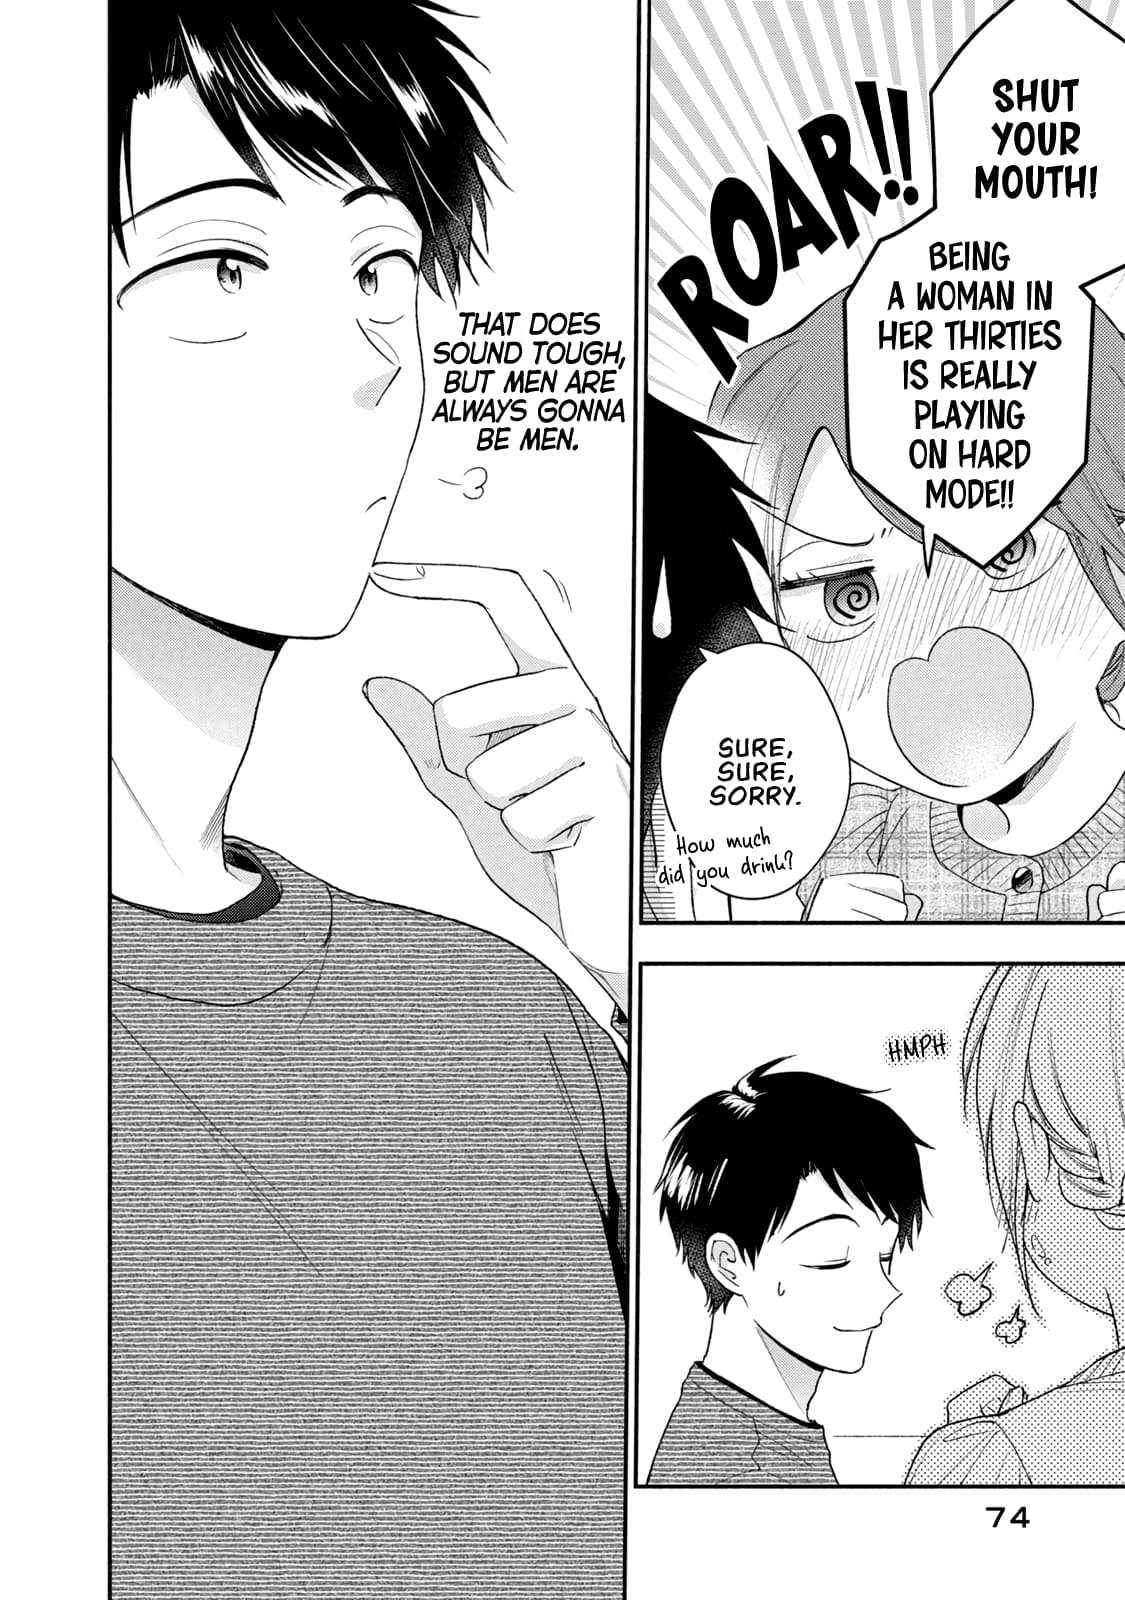 SHUT
YOUR
MOUTH!
BEING
A WOMAN IN
HER THIRTIES
IS REALLY
PLAYING
ON HARD
MODE!!
ROAR!!
SURE,
SURE,
SORRY.
How much
did you drink?
HMPH
THAT DOES
SOUND TOUGH,
BUT MEN ARE
ALWAYS GONNA
BE MEN.
74